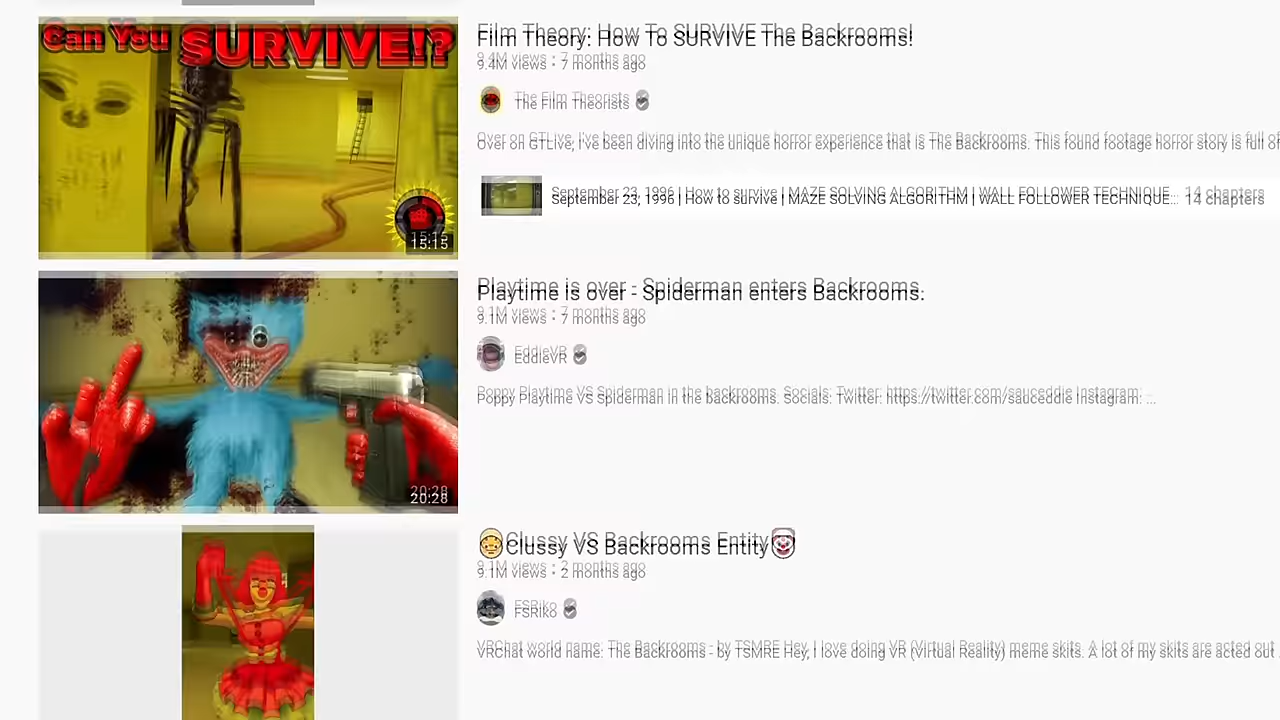 Can You SURVIVE!?
15:15
Film Theory: How To SURVIVE The Backrooms!
9.4M views • 7 months ago
The Film Theorists
Over on GTLive, I've been diving into the unique horror experience that is The Backrooms. This found footage horror story is full of
September 23, 1996 | How to survive | MAZE SOLVING ALGORITHM | WALL FOLLOWER TECHNIQUE... 14 chapters
20:28
Playtime is over - Spiderman enters Backrooms.
9.1M views • 7 months ago
EddieVR
Poppy Playtime VS Spiderman in the backrooms. Socials: Twitter: https://twitter.com/sauceddie Instagram: ...
Clussy VS Backrooms Entity
9.1M views • 2 months ago
FSRiko
VRChat world name: The Backrooms - by TSMRE Hey, I love doing VR (Virtual Reality) meme skits. A lot of my skits are acted out